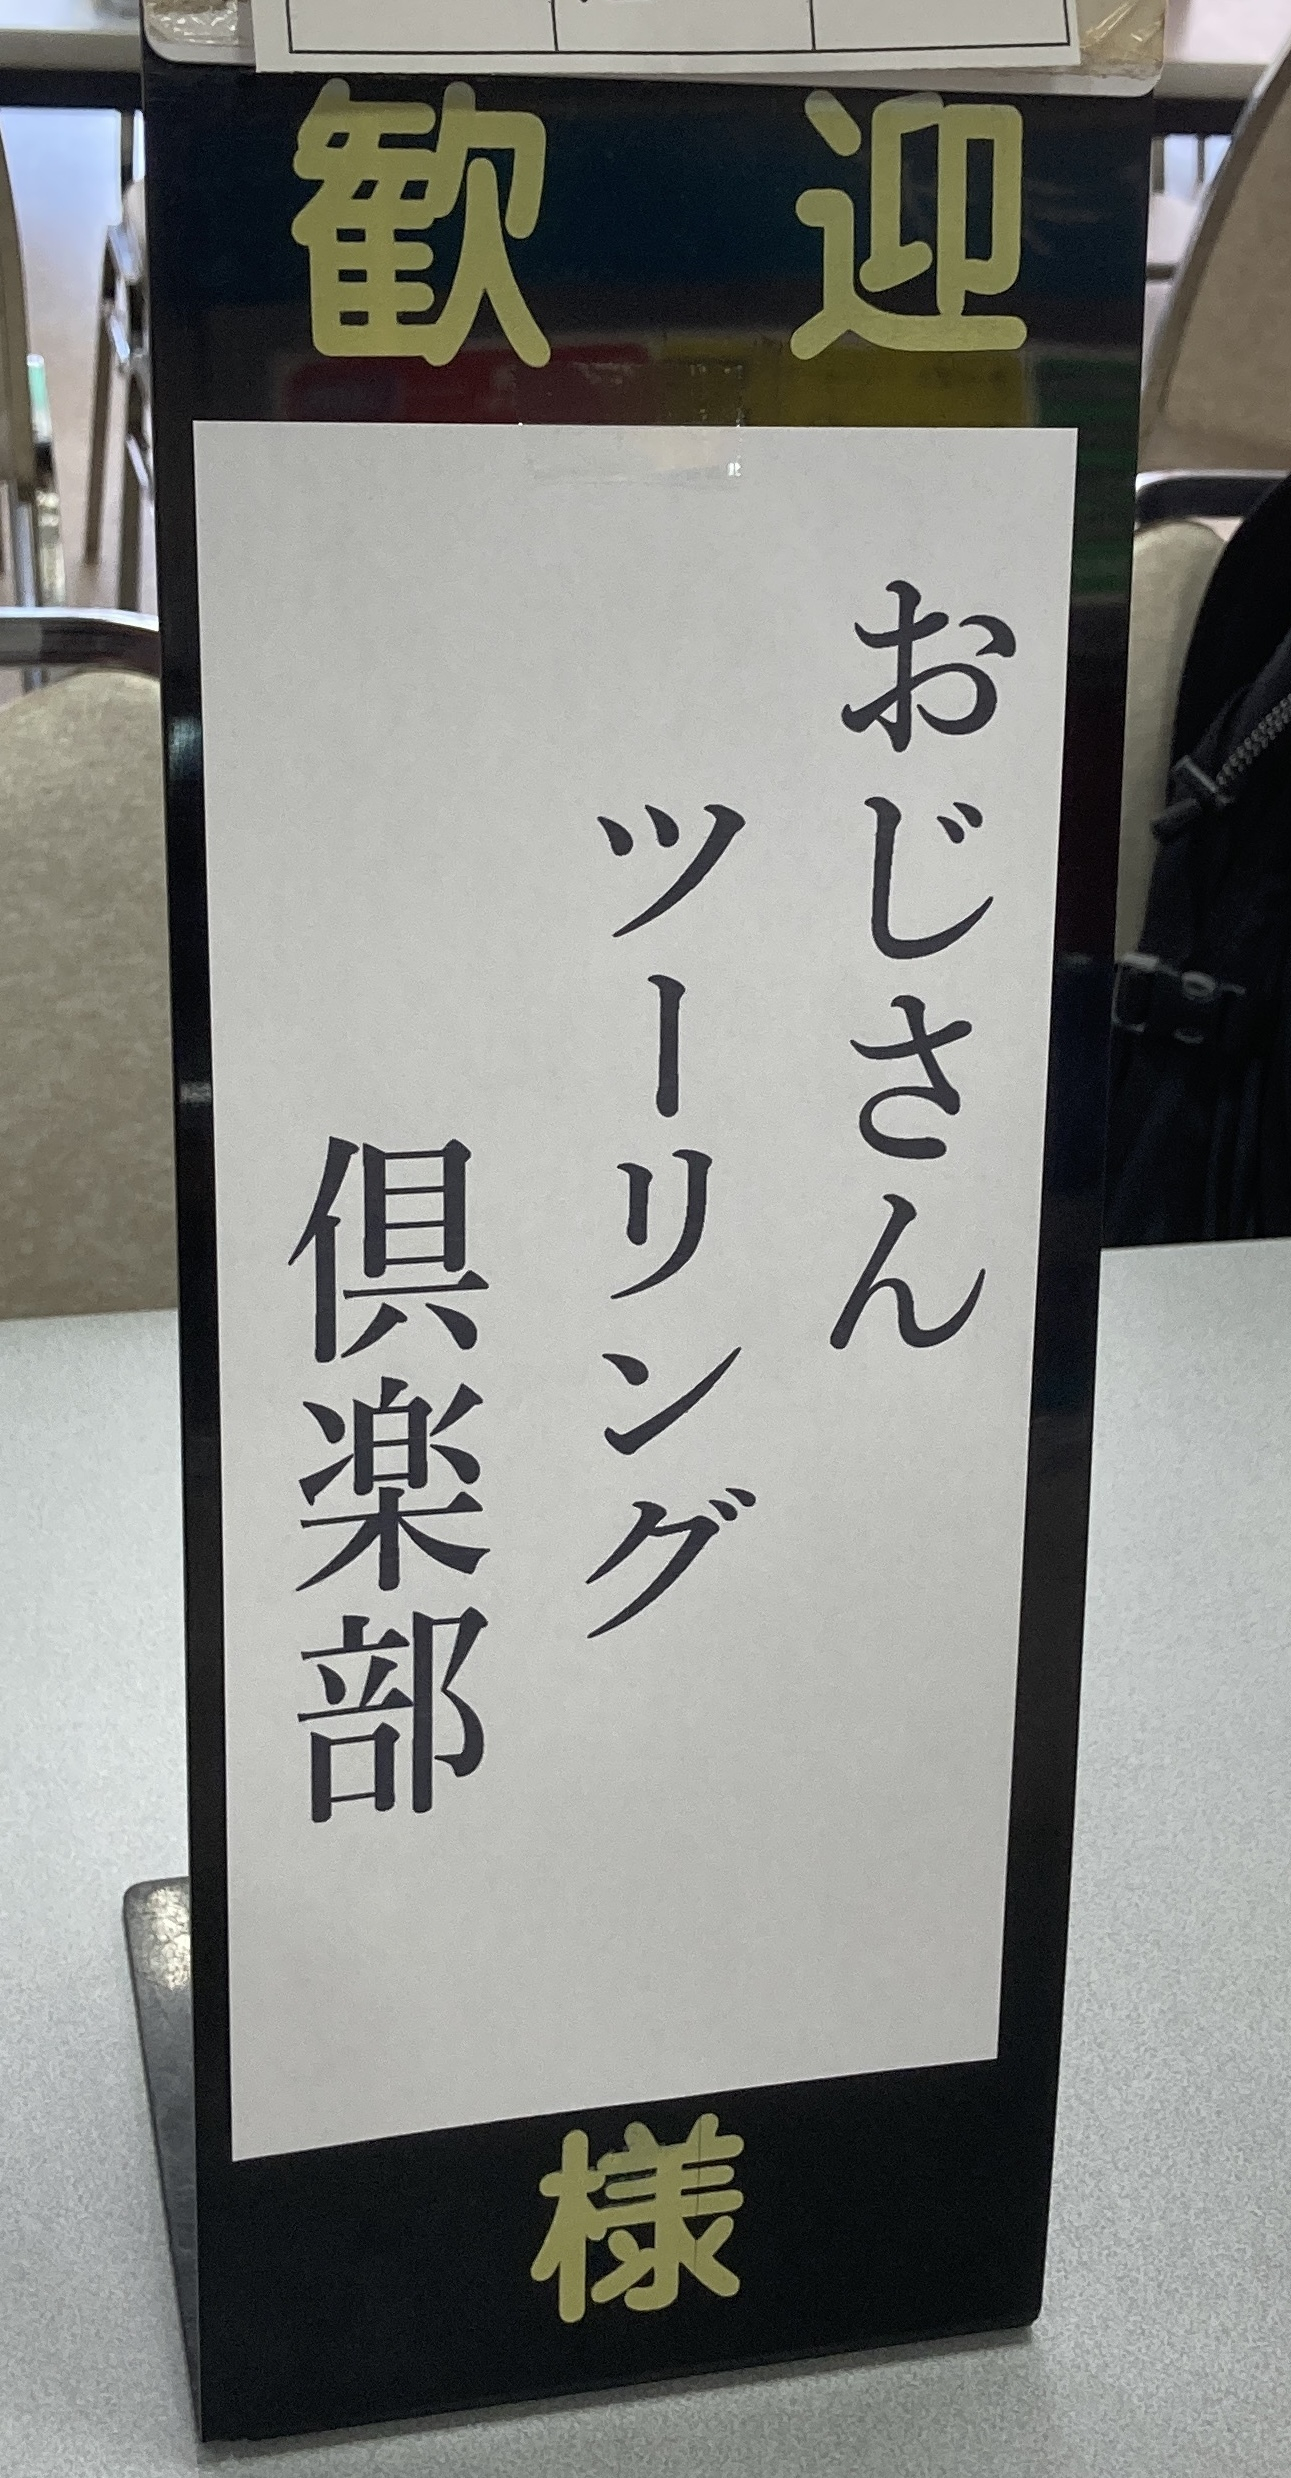 歓迎
おじさん
ツーリング
倶楽部
様